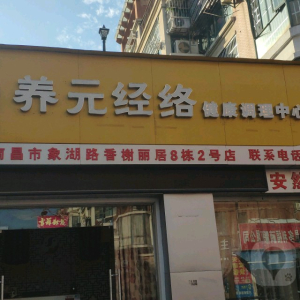 养元经络 健康调理中心
南昌市象湖路香榭丽居8栋2号店 联系电话